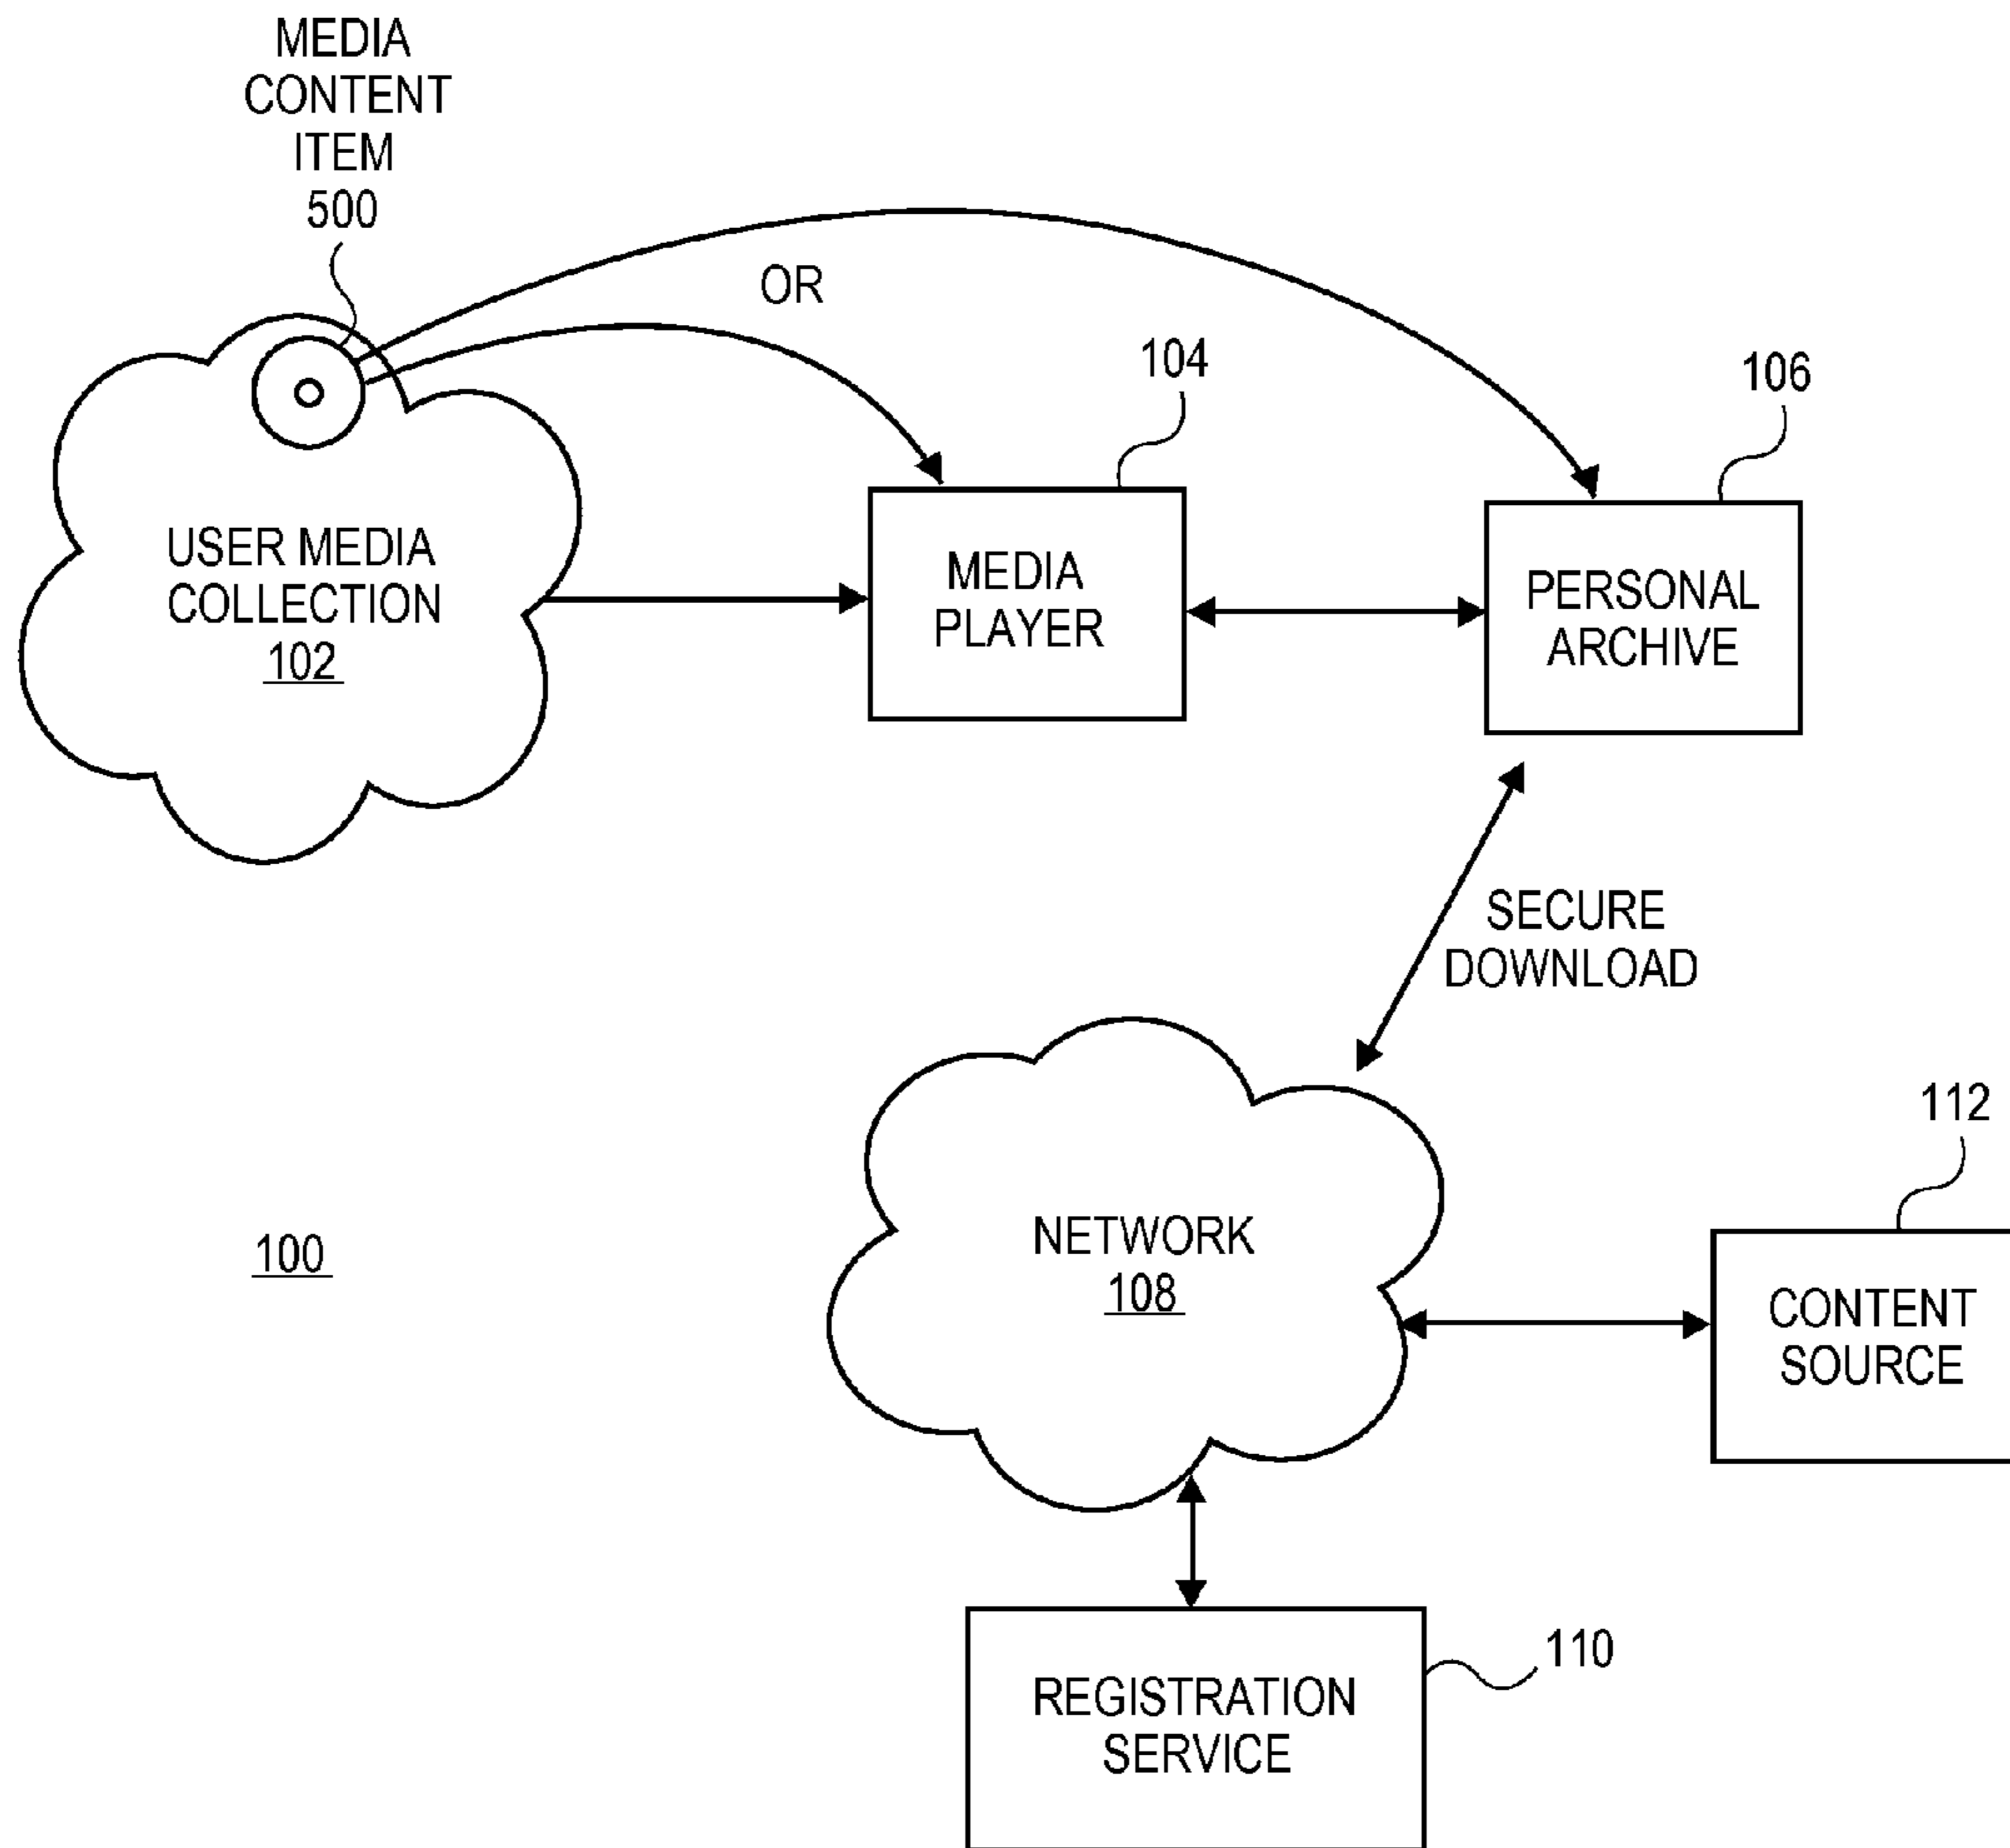 MEDIA
CONTENT
ITEM
500
OR
104
106
USER MEDIA
COLLECTION
102
MEDIA
PLAYER
PERSONAL
ARCHIVE
SECURE
DOWNLOAD
112
100
NETWORK
108
CONTENT
SOURCE
110
REGISTRATION
SERVICE